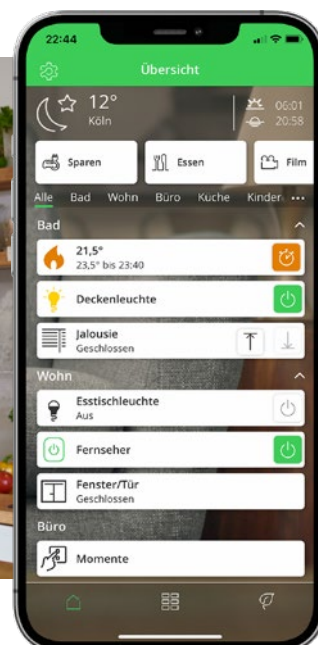 22:44
Übersicht
12°
Köln
06:01
20:58
Sparen
Essen
Film
Alle Bad Wohn Büro Küche Kinder
Bad
21,5°
23,5° bis 23:40
Deckenleuchte
Jalousie
Geschlossen
Wohn
Esstischleuchte
Aus
Fernseher
Fenster/Tür
Geschlossen
Büro
Momente